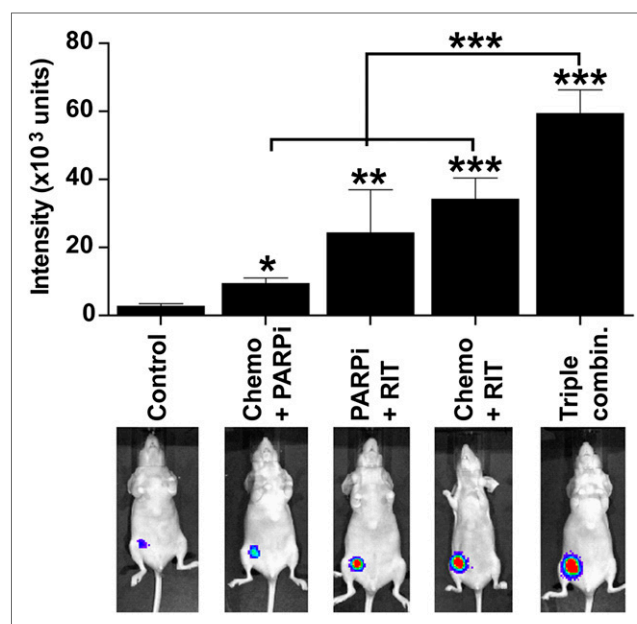 Intensity (x10³ units)
80
60
40
20
0
***
***
***
**
*
Control
Chemo
+ PARPi
PARPi
+ RIT
Chemo
+ RIT
Triple
combin.